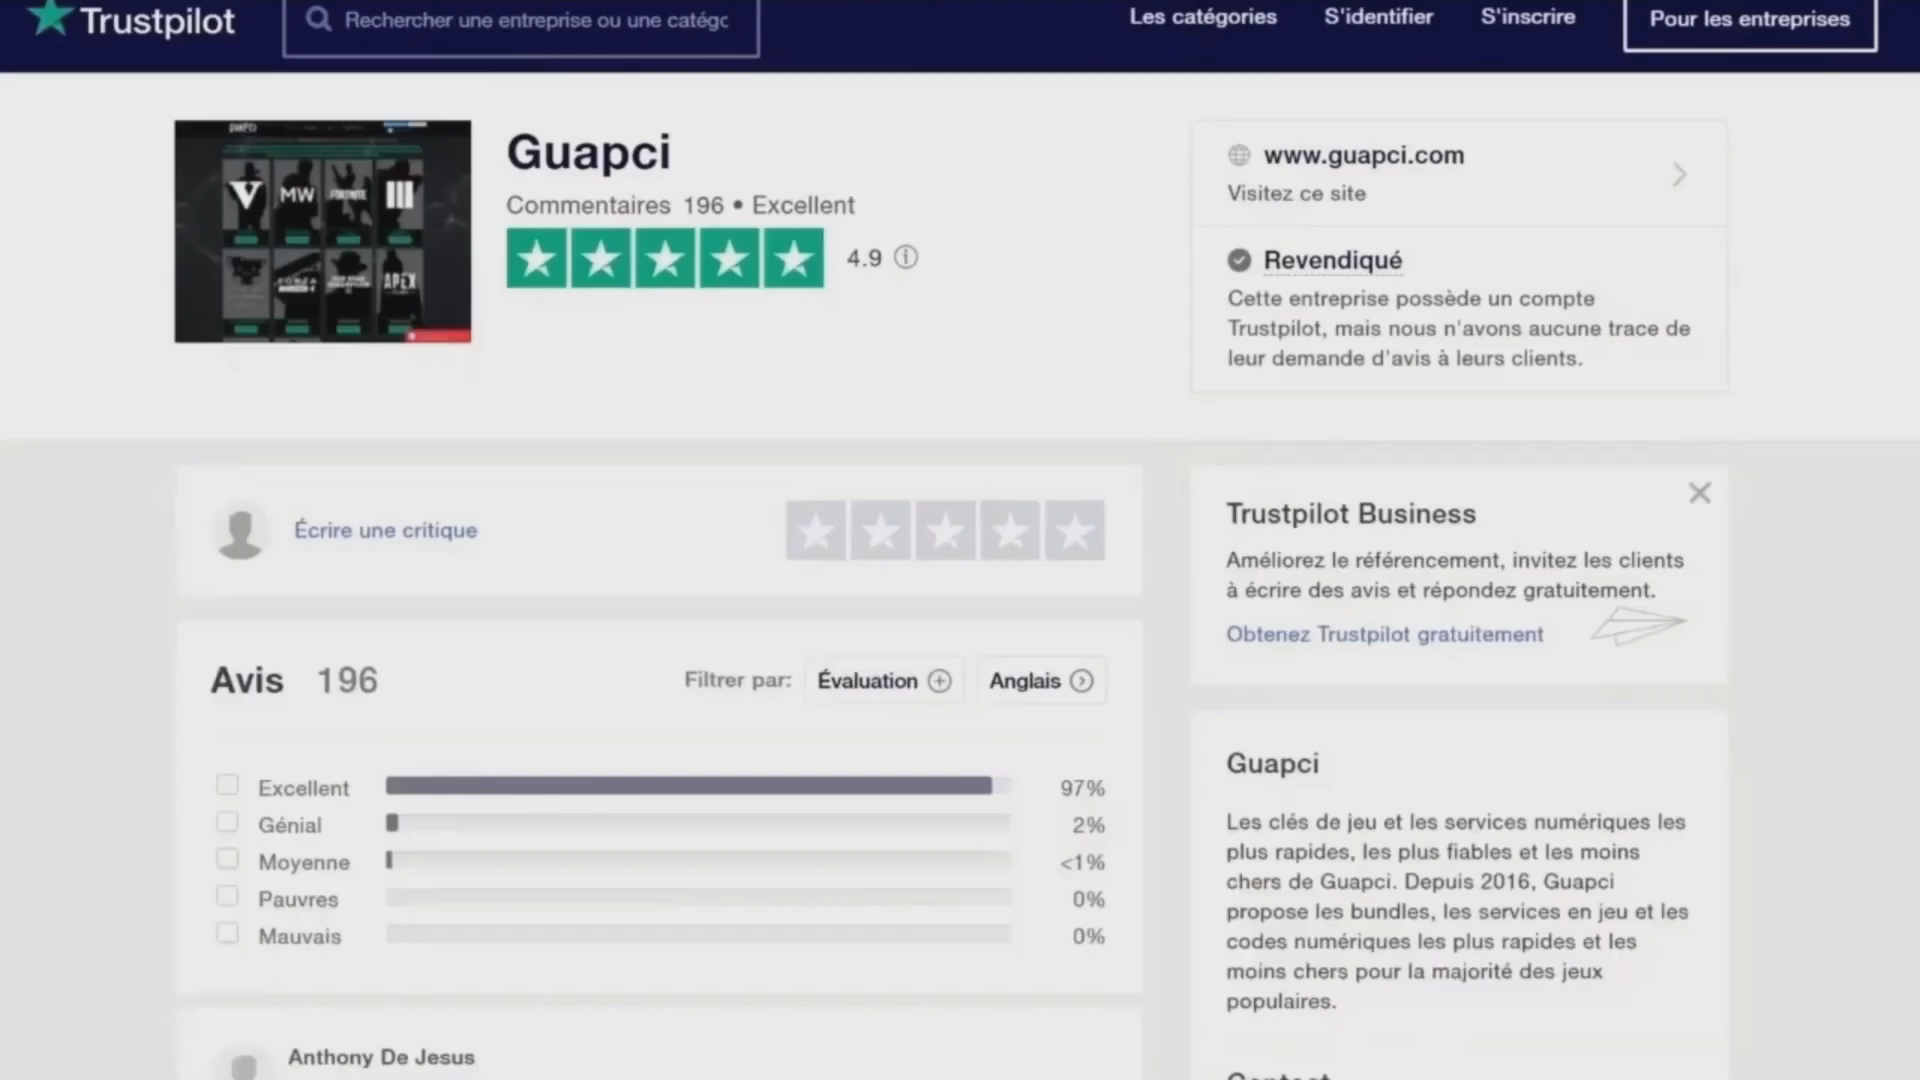 Trustpilot
Rechercher une entreprise ou une catégo
Les catégories
S'identifier
S'inscrire
Pour les entreprises
V
MW
FORTNITE
APEX
Guapci
Commentaires 196 • Excellent
4.9
www.guapci.com
Visitez ce site
Revendiqué
Cette entreprise possède un compte
Trustpilot, mais nous n'avons aucune trace de
leur demande d'avis à leurs clients.
Écrire une critique
Trustpilot Business
Améliorez le référencement, invitez les clients
à écrire des avis et répondez gratuitement.
Obtenez Trustpilot gratuitement
Avis 196
Filtrer par:
Évaluation
Anglais
Excellent 97%
Génial 2%
Moyenne <1%
Pauvres 0%
Mauvais 0%
Guapci
Les clés de jeu et les services numériques les
plus rapides, les plus fiables et les moins
chers de Guapci. Depuis 2016, Guapci
propose les bundles, les services en jeu et les
codes numériques les plus rapides et les
moins chers pour la majorité des jeux
populaires.
Anthony De Jesus